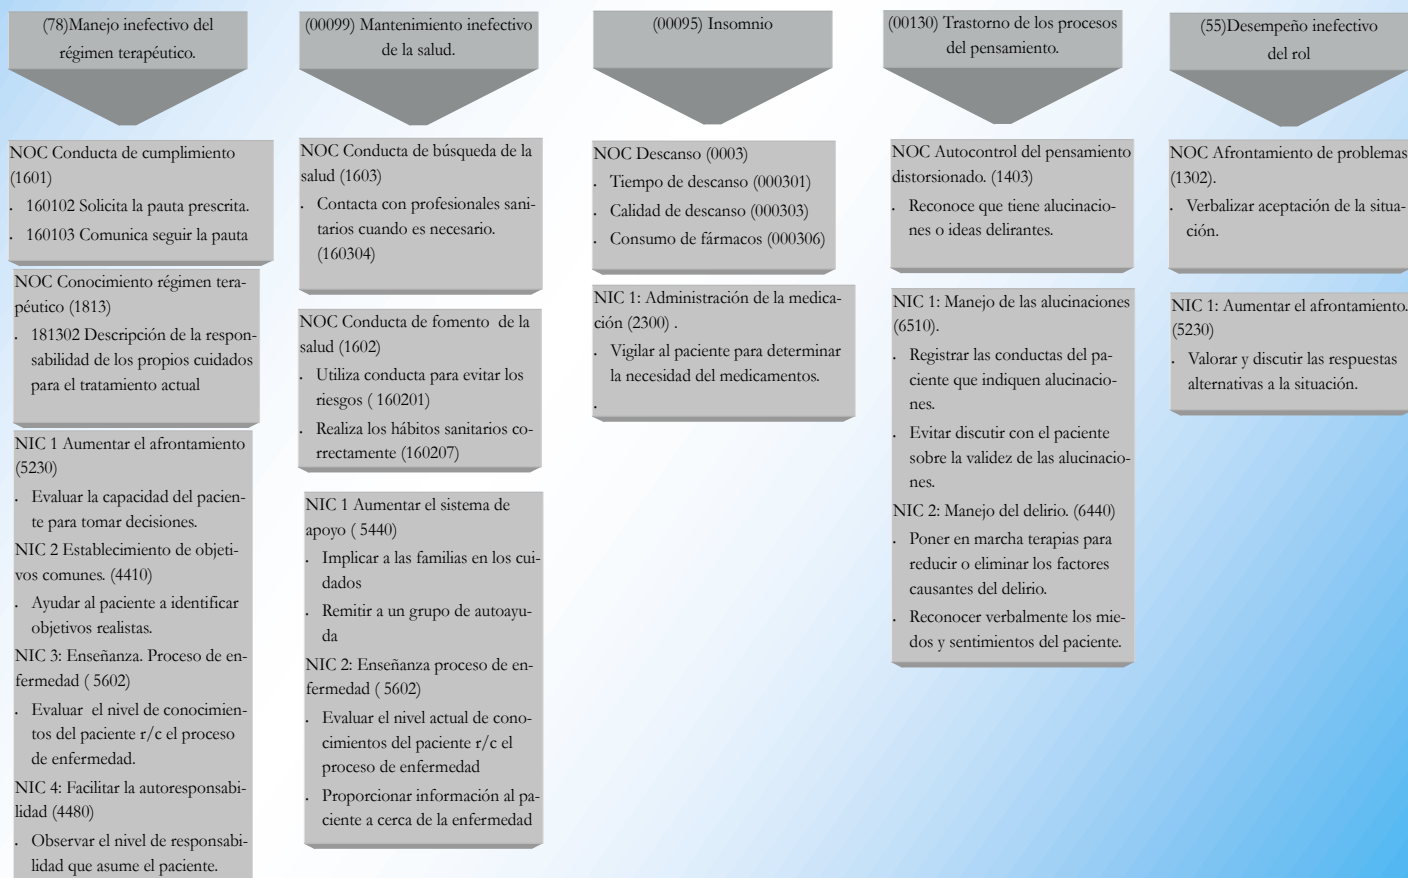 (78)Manejo inefectivo del
régimen terapéutico.
NOC Conducta de cumplimiento
(1601)
. 160102 Solicita la pauta prescrita.
. 160103 Comunica seguir la pauta
NOC Conocimiento régimen tera-
péutico (1813)
. 181302 Descripción de la respon-
sabilidad de los propios cuidados
para el tratamiento actual
NIC 1 Aumentar el afrontamiento
(5230)
. Evaluar la capacidad del pacien-
te para tomar decisiones.
NIC 2 Establecimiento de objeti-
vos comunes. (4410)
. Ayudar al paciente a identificar
objetivos realistas.
NIC 3: Enseñanza. Proceso de en-
fermedad ( 5602)
. Evaluar el nivel de conocimien-
tos del paciente r/c el proceso
de enfermedad.
NIC 4: Facilitar la autoresponsabi-
lidad (4480)
. Observar el nivel de responsabi-
lidad que asume el paciente.
(00099) Mantenimiento inefectivo
de la salud.
NOC Conducta de búsqueda de la
salud (1603)
. Contacta con profesionales sani-
tarios cuando es necesario.
(160304)
NOC Conducta de fomento de la
salud (1602)
. Utiliza conducta para evitar los
riesgos ( 160201)
. Realiza los hábitos sanitarios co-
rrectamente (160207)
NIC 1 Aumentar el sistema de
apoyo ( 5440)
. Implicar a las familias en los cui-
dados
. Remitir a un grupo de autoayu-
da
NIC 2: Enseñanza proceso de en-
fermedad ( 5602)
. Evaluar el nivel actual de cono-
cimientos del paciente r/c el
proceso de enfermedad
. Proporcionar información al pa-
ciente a cerca de la enfermedad
(00095) Insomnio
NOC Descanso (0003)
. Tiempo de descanso (000301)
. Calidad de descanso (000303)
. Consumo de fármacos (000306)
NIC 1: Administración de la medica-
ción (2300) .
. Vigilar al paciente para determinar
la necesidad del medicamentos.
.
(00130) Trastorno de los procesos
del pensamiento.
NOC Autocontrol del pensamiento
distorsionado. (1403)
. Reconoce que tiene alucinacio-
nes o ideas delirantes.
NIC 1: Manejo de las alucinaciones
(6510).
. Registrar las conductas del pa-
ciente que indiquen alucinacio-
nes.
. Evitar discutir con el paciente
sobre la validez de las alucinacio-
nes.
NIC 2: Manejo del delirio. (6440)
. Poner en marcha terapias para
reducir o eliminar los factores
causantes del delirio.
. Reconocer verbalmente los mie-
dos y sentimientos del paciente.
(55)Desempeño inefectivo
del rol
NOC Afrontamiento de problemas
(1302).
. Verbalizar aceptación de la situa-
ción.
NIC 1: Aumentar el afrontamiento.
(5230)
. Valorar y discutir las respuestas
alternativas a la situación.